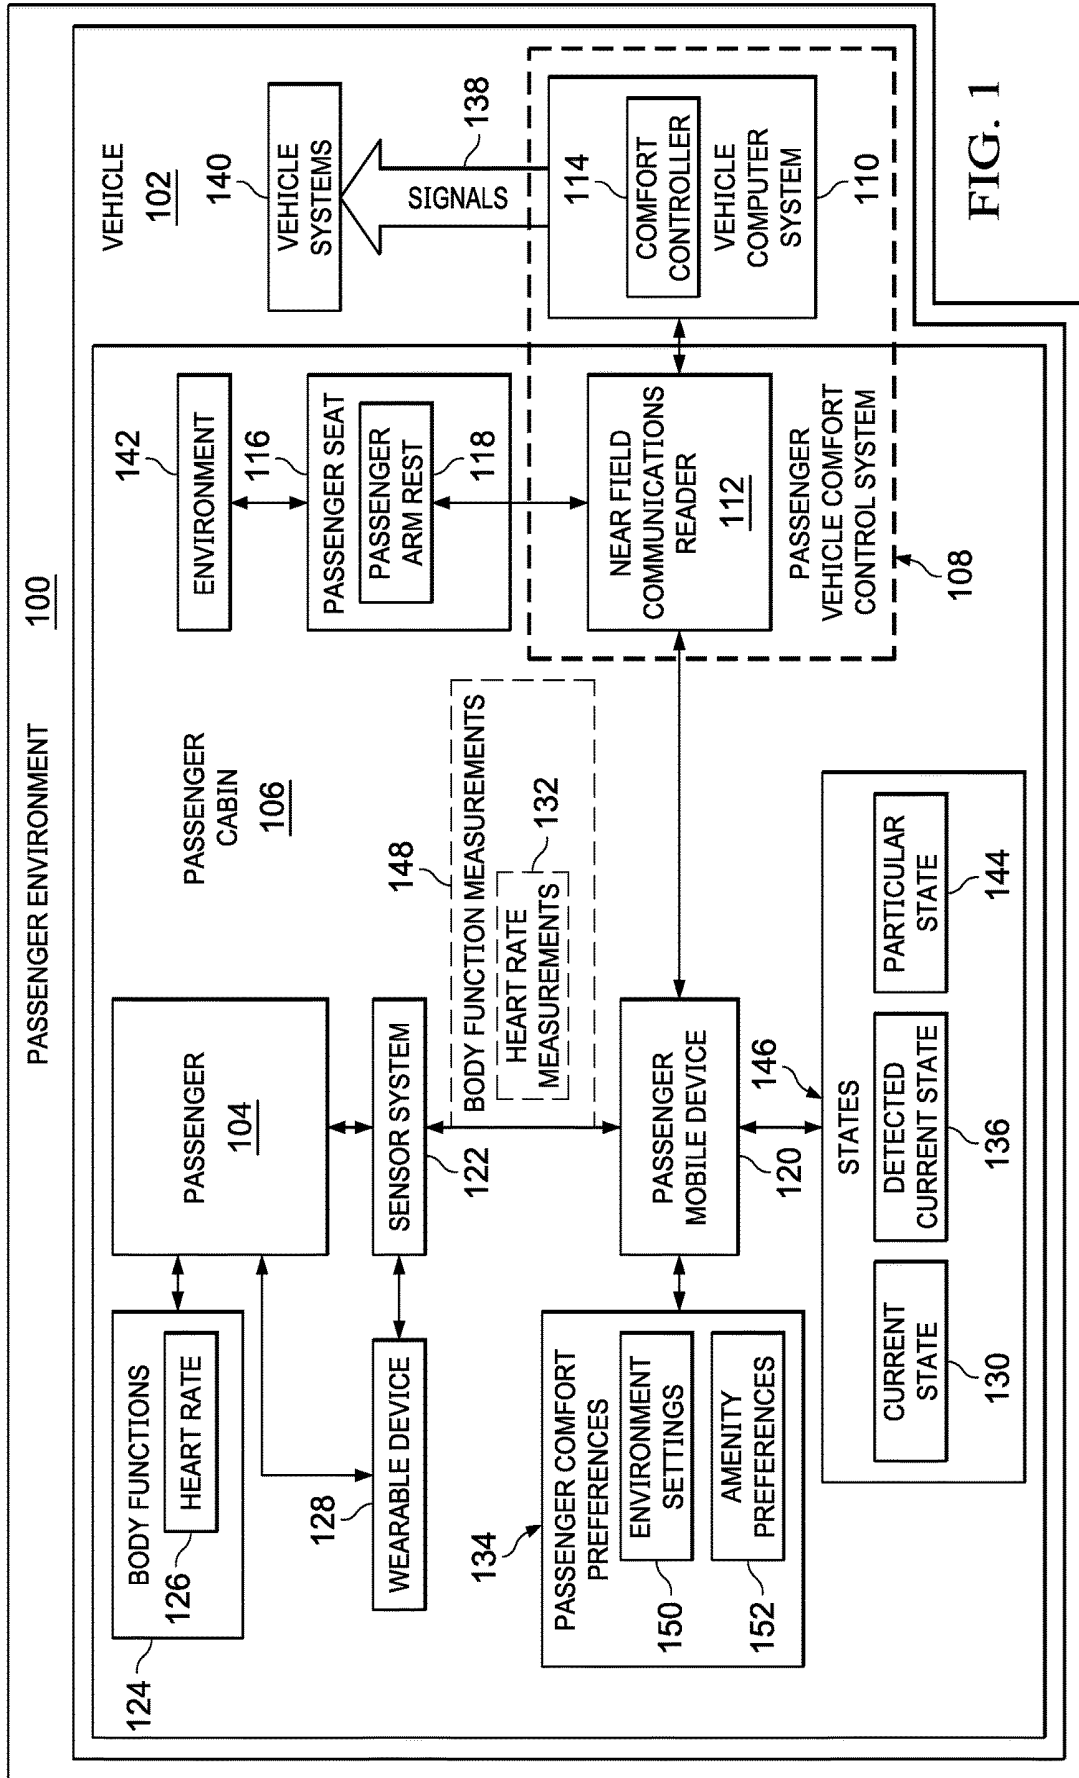 PASSENGER ENVIRONMENT 100
VEHICLE
102
140
VEHICLE
SYSTEMS
SIGNALS
138
114
COMFORT
CONTROLLER
VEHICLE
COMPUTER
SYSTEM
110
142
ENVIRONMENT
116
PASSENGER SEAT
PASSENGER
ARM REST
118
NEAR FIELD
COMMUNICATIONS
READER
112
PASSENGER
VEHICLE COMFORT
CONTROL SYSTEM
108
PASSENGER
CABIN
106
148
BODY FUNCTION MEASUREMENTS
HEART RATE
MEASUREMENTS
132
PASSENGER
104
SENSOR SYSTEM
122
PASSENGER
MOBILE DEVICE
120
146
STATES
CURRENT
STATE
130
DETECTED
CURRENT STATE
136
PARTICULAR
STATE
144
BODY FUNCTIONS
HEART RATE
126
124
128
WEARABLE DEVICE
134
PASSENGER COMFORT
PREFERENCES
ENVIRONMENT
SETTINGS
150
AMENITY
PREFERENCES
152
FIG. 1